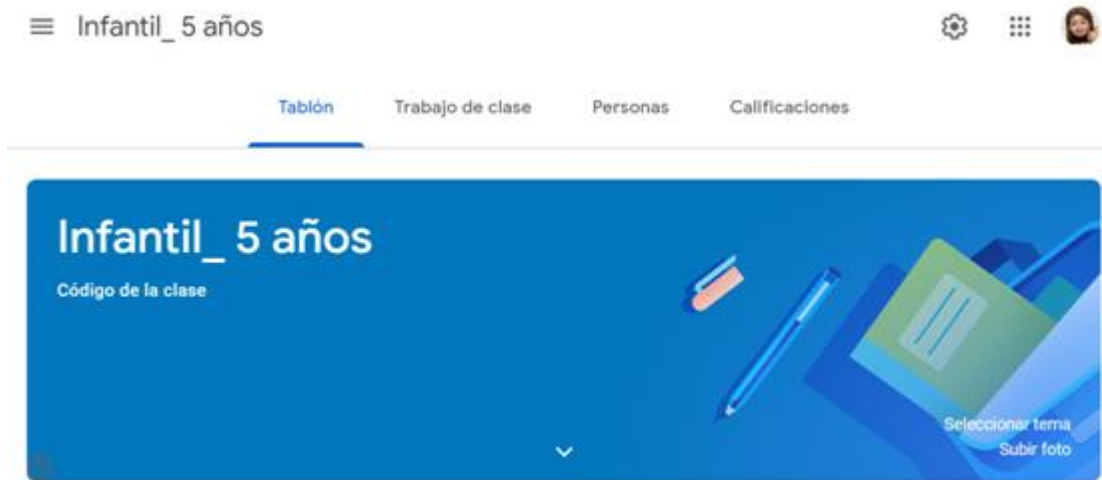 Infantil_ 5 años
Tablón Trabajo de clase Personas Calificaciones
Infantil_ 5 años
Código de la clase
Seleccionar tema
Subir foto